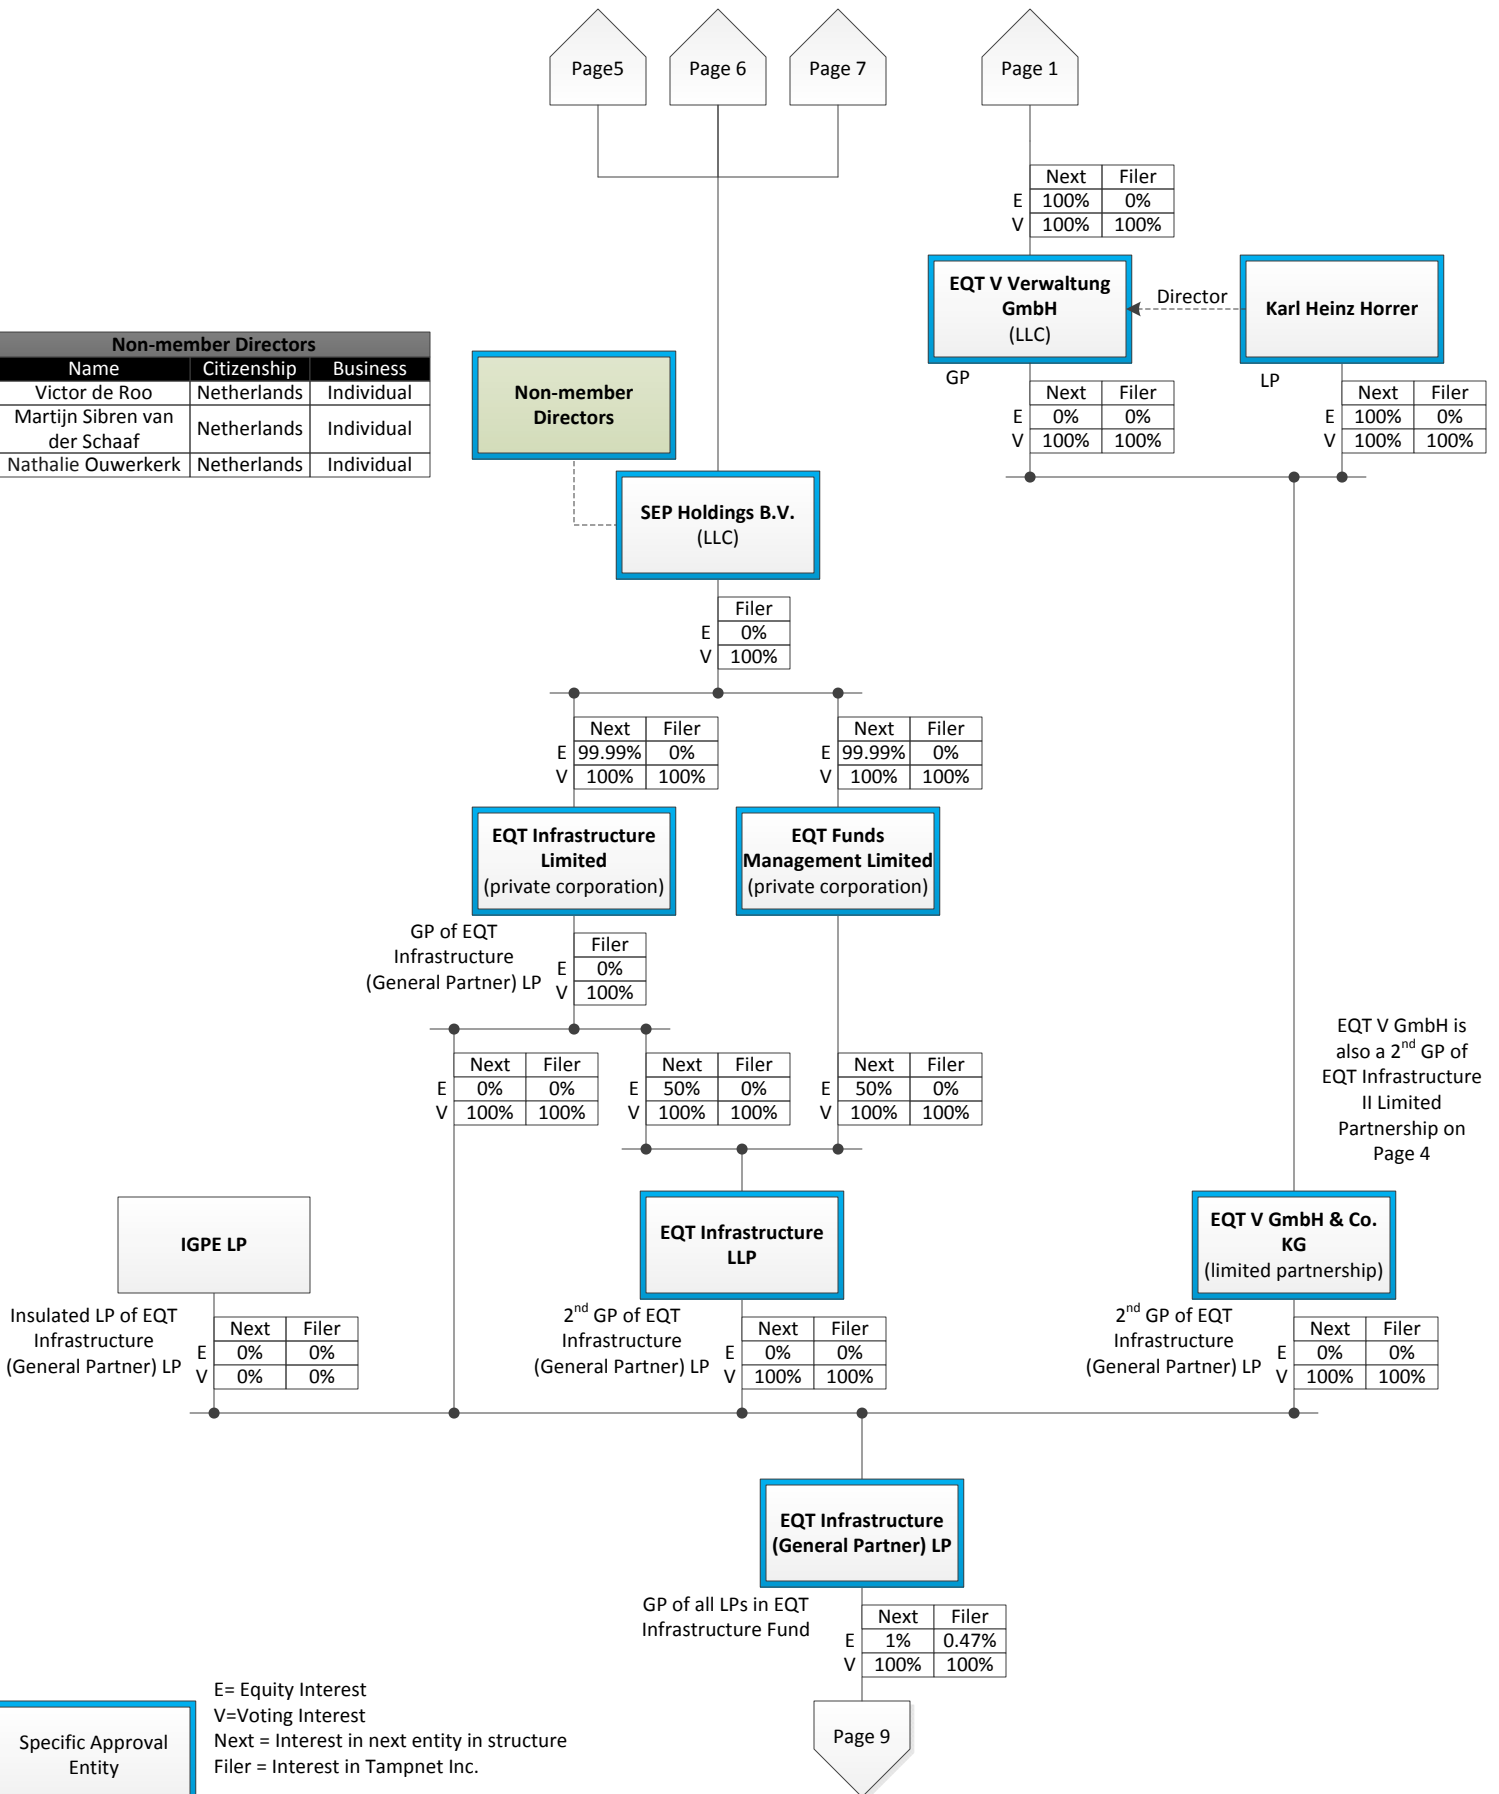 Page5
Page 6
Page 7
Page 1
Next Filer
E 100% 0%
V 100% 100%
EQT V Verwaltung
GmbH
(LLC)
Director
Karl Heinz Horrer
GP
LP
Next Filer
E 0% 0%
V 100% 100%
Next Filer
E 100% 0%
V 100% 100%
Non-member Directors
Name Citizenship Business
Victor de Roo Netherlands Individual
Martijn Sibren van
der Schaaf
Netherlands Individual
Nathalie Ouwerkerk Netherlands Individual
Non-member
Directors
SEP Holdings B.V.
(LLC)
Filer
E 0%
V 100%
Next Filer
E 99.99% 0%
V 100% 100%
Next Filer
E 99.99% 0%
V 100% 100%
EQT Infrastructure
Limited
(private corporation)
EQT Funds
Management Limited
(private corporation)
GP of EQT
Infrastructure
(General Partner) LP
Filer
E 0%
V 100%
Next Filer
E 0% 0%
V 100% 100%
Next Filer
E 50% 0%
V 100% 100%
Next Filer
E 50% 0%
V 100% 100%
EQT V GmbH is
also a 2nd GP of
EQT Infrastructure
II Limited
Partnership on
Page 4
IGPE LP
EQT Infrastructure
LLP
EQT V GmbH & Co.
KG
(limited partnership)
Insulated LP of EQT
Infrastructure
(General Partner) LP
Next Filer
E 0% 0%
V 0% 0%
2nd GP of EQT
Infrastructure
(General Partner) LP
Next Filer
E 0% 0%
V 100% 100%
2nd GP of EQT
Infrastructure
(General Partner) LP
Next Filer
E 0% 0%
V 100% 100%
EQT Infrastructure
(General Partner) LP
GP of all LPs in EQT
Infrastructure Fund
Next Filer
E 1% 0.47%
V 100% 100%
Page 9
Specific Approval
Entity
E= Equity Interest
V=Voting Interest
Next = Interest in next entity in structure
Filer = Interest in Tampnet Inc.